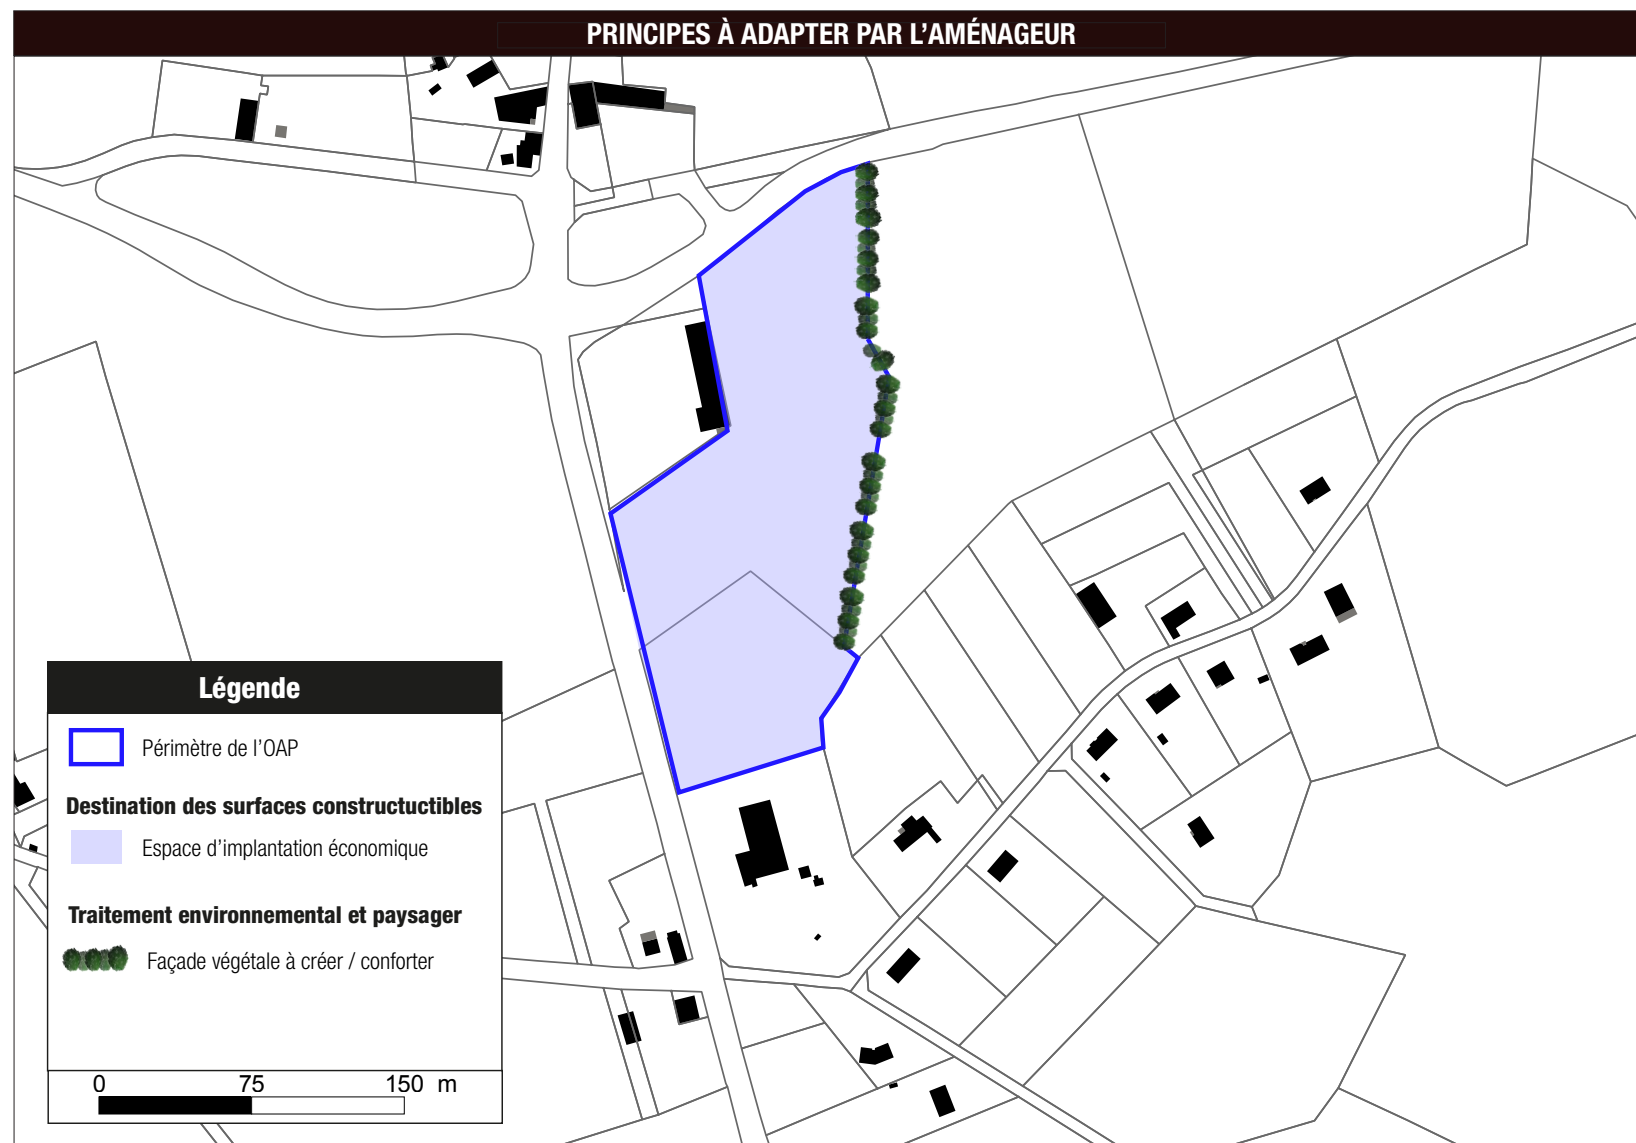 PRINCIPES À ADAPTER PAR L'AMÉNAGEUR
Légende
Périmètre de l'OAP
Destination des surfaces constructuctibles
Espace d'implantation économique
Traitement environnemental et paysager
Façade végétale à créer / conforter
0 75 150 m